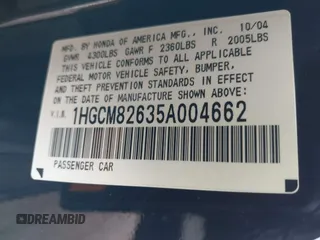 MFD. BY HONDA OF AMERICA MFG., INC. 10/04
GVWR 4300LBS GAWR F 2360LBS R 2005LBS
THIS VEHICLE CONFORMS TO ALL APPLICABLE
FEDERAL MOTOR VEHICLE SAFETY, BUMPER,
AND THEFT PREVENTION STANDARDS IN EFFECT
ON THE DATE OF MANUFACTURE SHOWN ABOVE.
V.I.N. 1HGCM82635A004662
PASSENGER CAR
DREAMBID